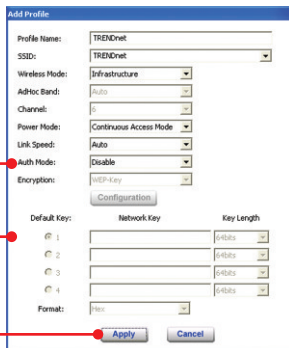 Add Profile
Profile Name: TRENDnet
SSID: TRENDnet
Wireless Mode: Infrastructure
AdHoc Band: Auto
Channel: 6
Power Mode: Continuous Access Mode
Link Speed: Auto
Auth Mode: Disable
Encryption: WEP-Key
Configuration
Default Key: Network Key Key Length
1 64bits
2 64bits
3 64bits
4 64bits
Format: Hex
Apply Cancel